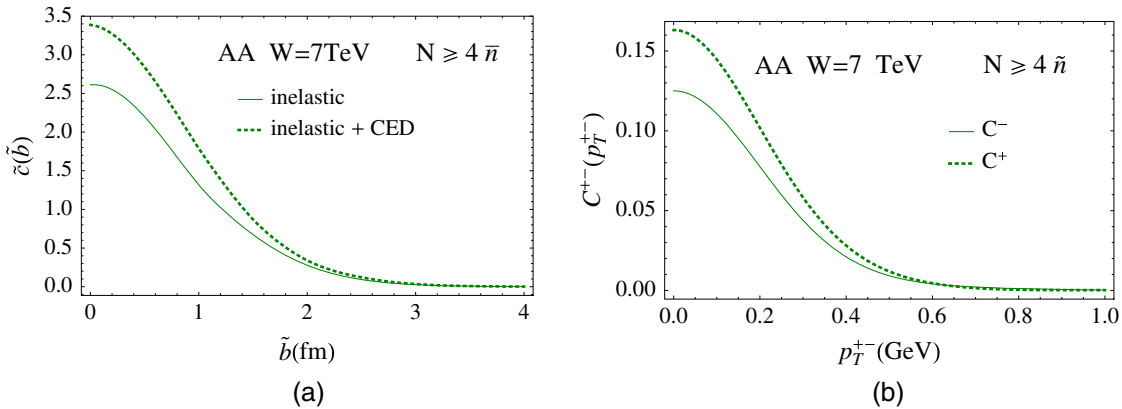 AA W=7TeV N ⩾ 4 n̅
inelastic
inelastic + CED
c̃(b̃)
3.5
3.0
2.5
2.0
1.5
1.0
0.5
0.0
0 1 2 3 4
b̃(fm)
(a)
AA W=7 TeV N ⩾ 4 ñ
C⁻
C⁺
C⁺⁻(p_T⁺⁻)
0.15
0.10
0.05
0.00
0.0 0.2 0.4 0.6 0.8 1.0
p_T⁺⁻(GeV)
(b)